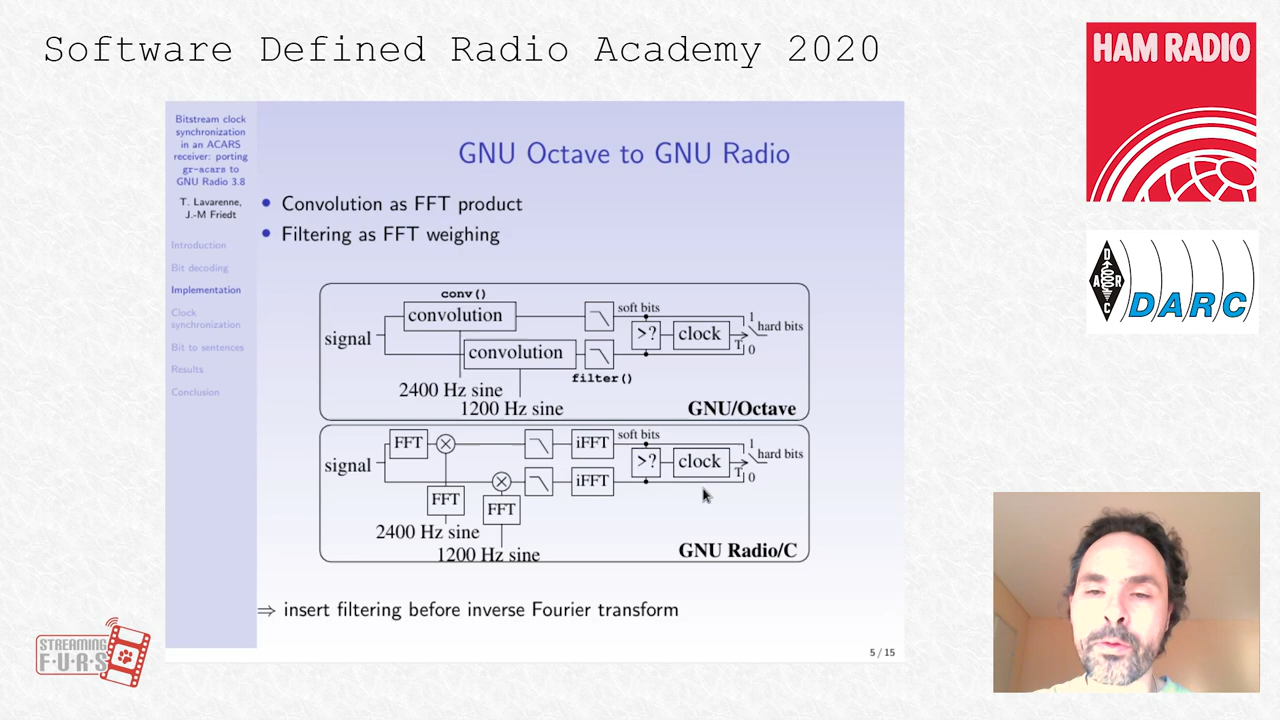 Software Defined Radio Academy 2020
HAM RADIO
DARC
DARC
Bitstream clock
synchronization
in an ACARS
receiver: porting
gr-acars to
GNU Radio 3.8
T. Lavarenne,
J.-M Friedt
Introduction
Bit decoding
Implementation
Clock
synchronization
Bit to sentences
Results
Conclusion
GNU Octave to GNU Radio
• Convolution as FFT product
• Filtering as FFT weighing
conv()
convolution
soft bits
1
signal
>?
clock
T
hard bits
0
convolution
filter()
2400 Hz sine
1200 Hz sine
GNU/Octave
FFT
iFFT
soft bits
1
signal
>?
clock
T
hard bits
0
iFFT
FFT
FFT
2400 Hz sine
1200 Hz sine
GNU Radio/C
⇒ insert filtering before inverse Fourier transform
5 / 15
STREAMING
F·U·R·S